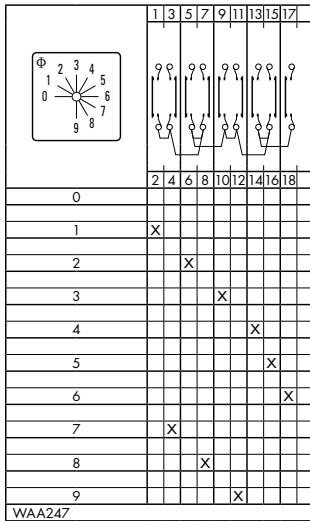 1 3 5 7 9 11 13 15 17
Φ
2 3 4
1 5
0 6
7
9 8
2 4 6 8 10 12 14 16 18
0
1 X
2 X
3 X
4 X
5 X
6 X
7 X
8 X
9 X
WAA247